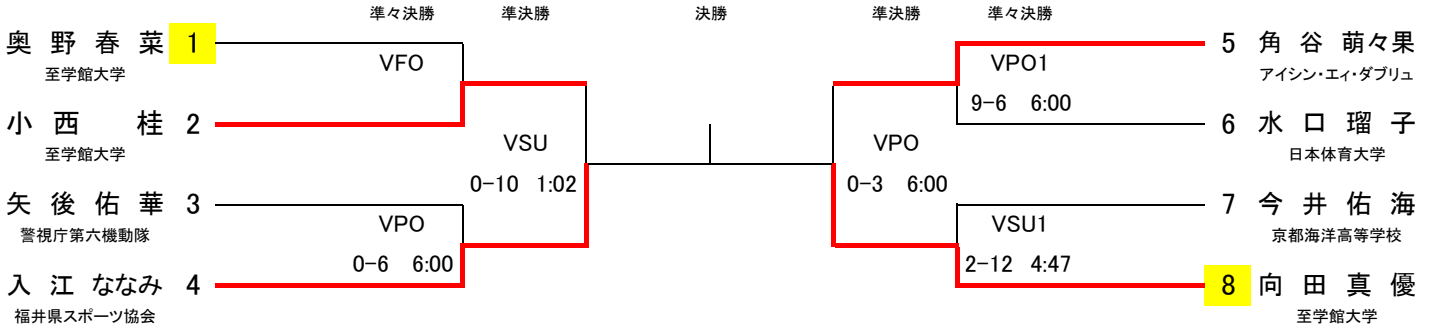 準々決勝 準決勝 決勝 準決勝 準々決勝
奥 野 春 菜 1
至学館大学
VFO
小 西 桂 2
至学館大学
VSU
0-10 1:02
矢 後 佑 華 3
警視庁第六機動隊
VPO
0-6 6:00
入 江 ななみ 4
福井県スポーツ協会
5 角 谷 萌々果
アイシン・エィ・ダブリュ
VPO1
9-6 6:00
6 水 口 瑠 子
日本体育大学
VPO
0-3 6:00
7 今 井 佑 海
京都海洋高等学校
VSU1
2-12 4:47
8 向 田 真 優
至学館大学